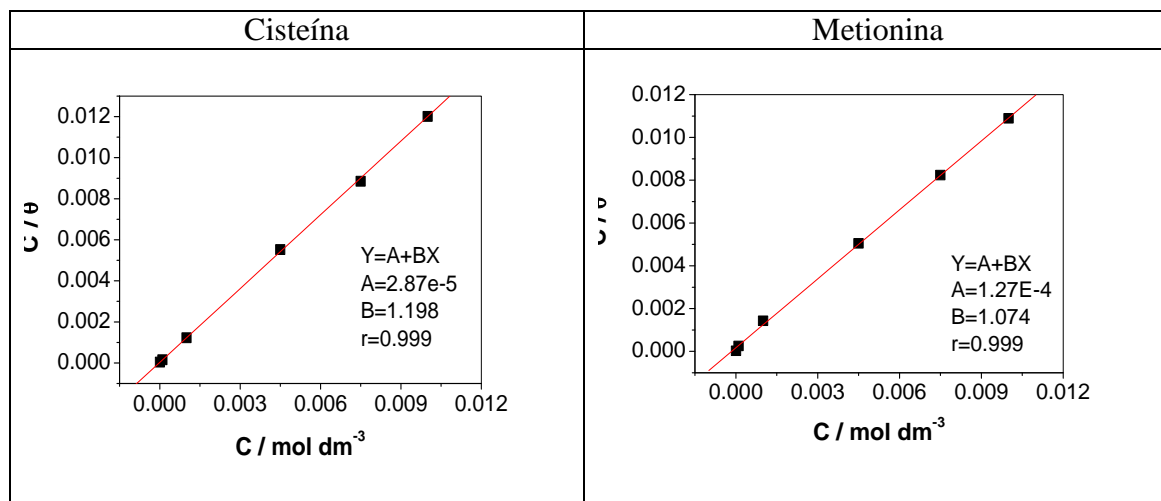 Cisteína
Metionina
0.012
0.010
0.008
0.006
0.004
0.002
0.000
C / θ
Y=A+BX
A=2.87e-5
B=1.198
r=0.999
0.000 0.003 0.006 0.009 0.012
C / mol dm⁻³
0.012
0.010
0.008
0.006
0.004
0.002
0.000
C / θ
Y=A+BX
A=1.27E-4
B=1.074
r=0.999
0.000 0.003 0.006 0.009 0.012
C / mol dm⁻³